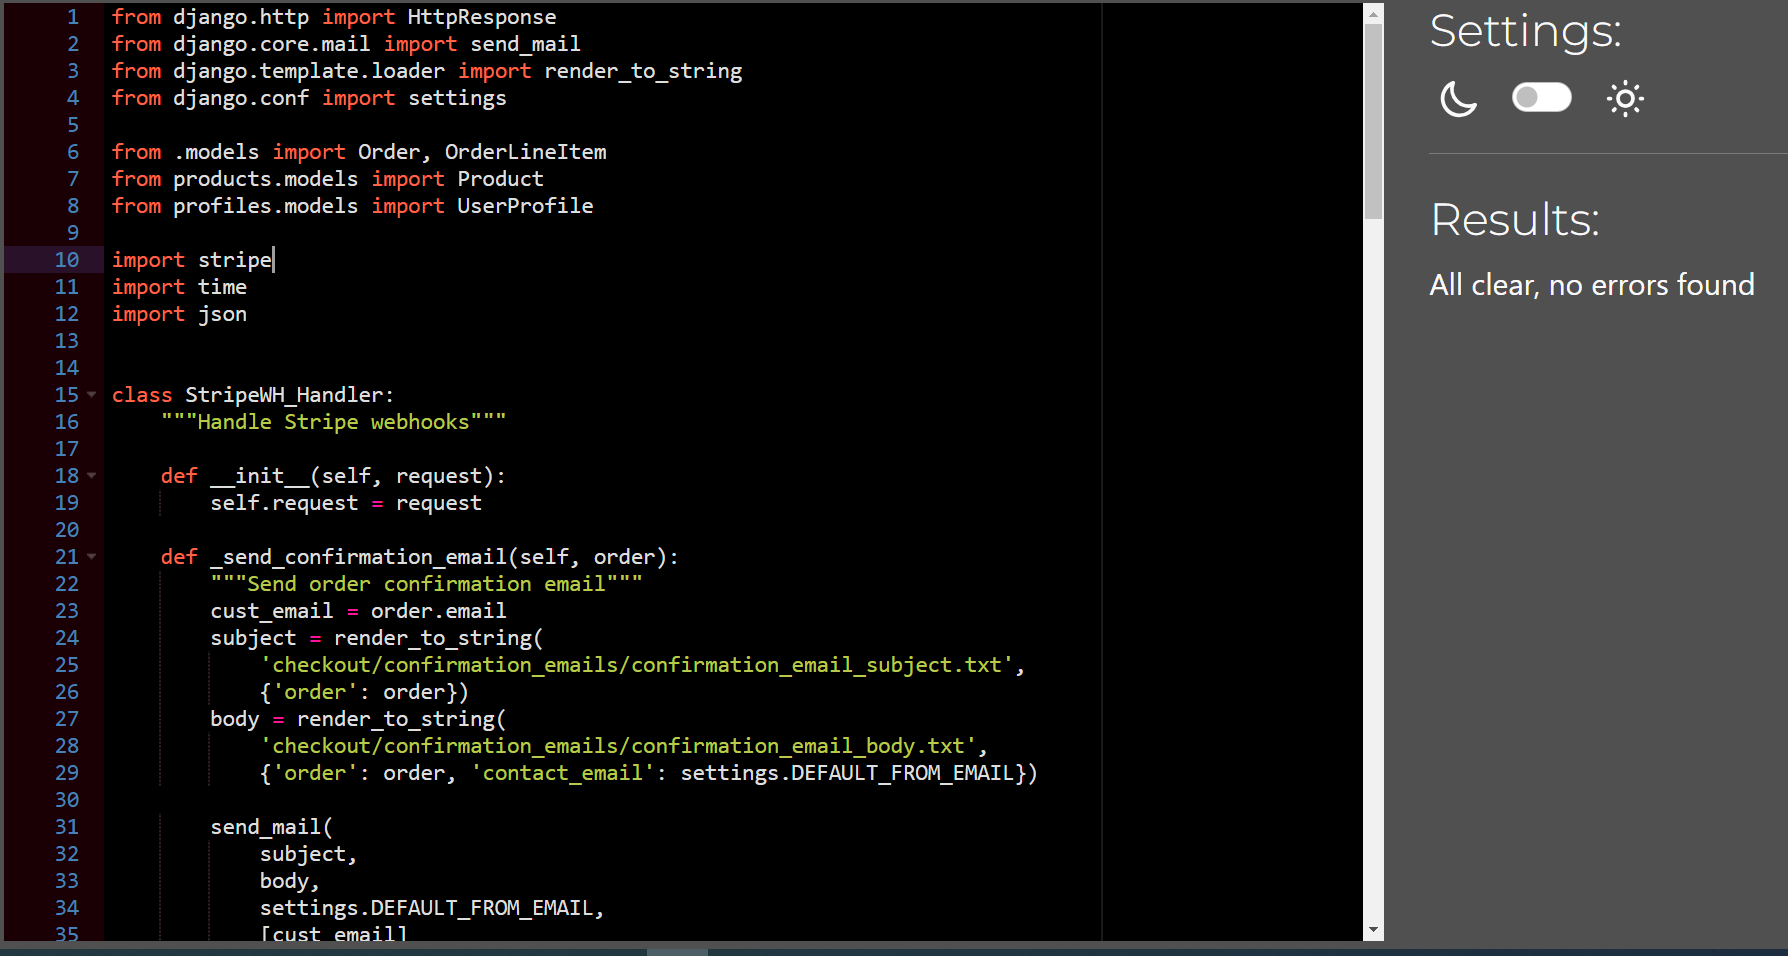 1 from django.http import HttpResponse
2 from django.core.mail import send_mail
3 from django.template.loader import render_to_string
4 from django.conf import settings
5
6 from .models import Order, OrderLineItem
7 from products.models import Product
8 from profiles.models import UserProfile
9
10 import stripe
11 import time
12 import json
13
14
15 class StripeWH_Handler:
16     """Handle Stripe webhooks"""
17
18     def __init__(self, request):
19         self.request = request
20
21     def _send_confirmation_email(self, order):
22         """Send order confirmation email"""
23         cust_email = order.email
24         subject = render_to_string(
25             'checkout/confirmation_emails/confirmation_email_subject.txt',
26             {'order': order})
27         body = render_to_string(
28             'checkout/confirmation_emails/confirmation_email_body.txt',
29             {'order': order, 'contact_email': settings.DEFAULT_FROM_EMAIL})
30
31         send_mail(
32             subject,
33             body,
34             settings.DEFAULT_FROM_EMAIL,
35             [cust_email]
Settings:
Results:
All clear, no errors found